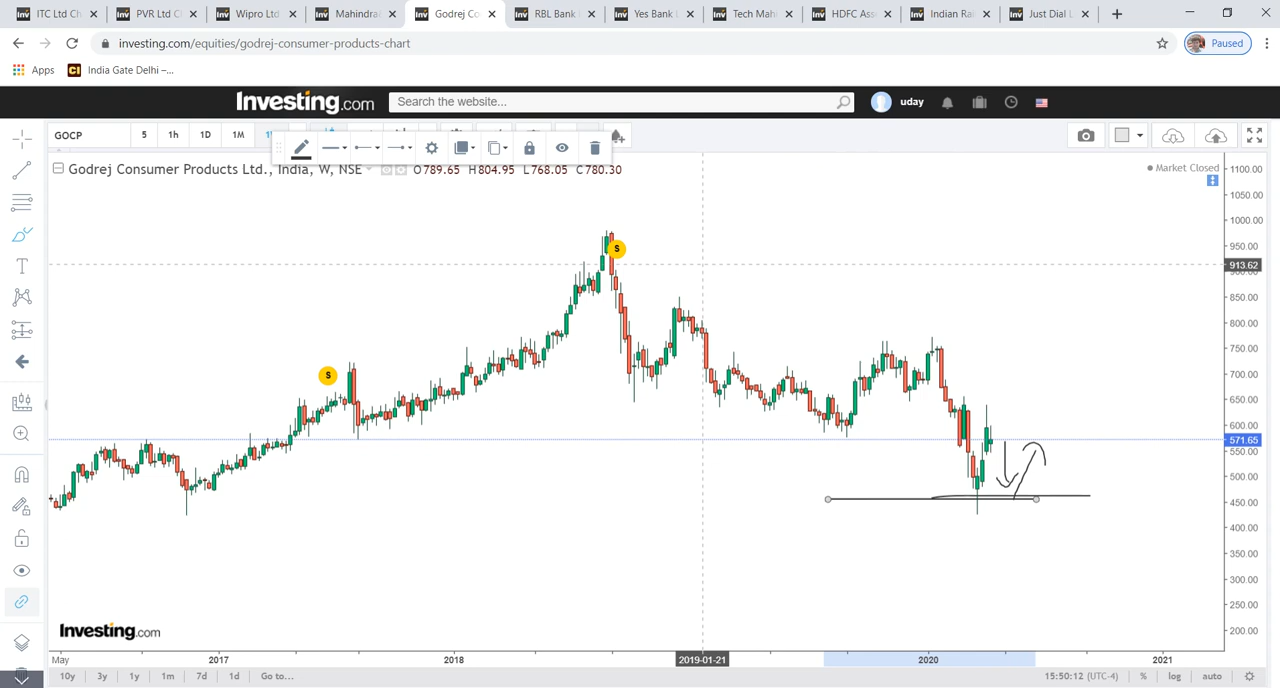 ITC Ltd Ch
PVR Ltd C
Wipro Ltd
Mahindra
Godrej Co
RBL Bank
Yes Bank L
Tech Mah
HDFC Ass
Indian Ra
Just Dial L
investing.com/equities/godrej-consumer-products-chart
Paused
Apps
India Gate Delhi –...
Investing.com
Search the website...
uday
GOCP
5
1h
1D
1M
Godrej Consumer Products Ltd., India, W, NSE
O789.65 H804.95 L768.05 C780.30
Market Closed
S
S
1100.00
1050.00
1000.00
950.00
913.62
900.00
850.00
800.00
750.00
700.00
650.00
600.00
571.65
550.00
500.00
450.00
400.00
350.00
300.00
250.00
200.00
Investing.com
May
2017
2018
2019-01-21
2020
2021
10y
3y
1y
1m
7d
1d
Go to...
15:50:12 (UTC-4)
%
log
auto